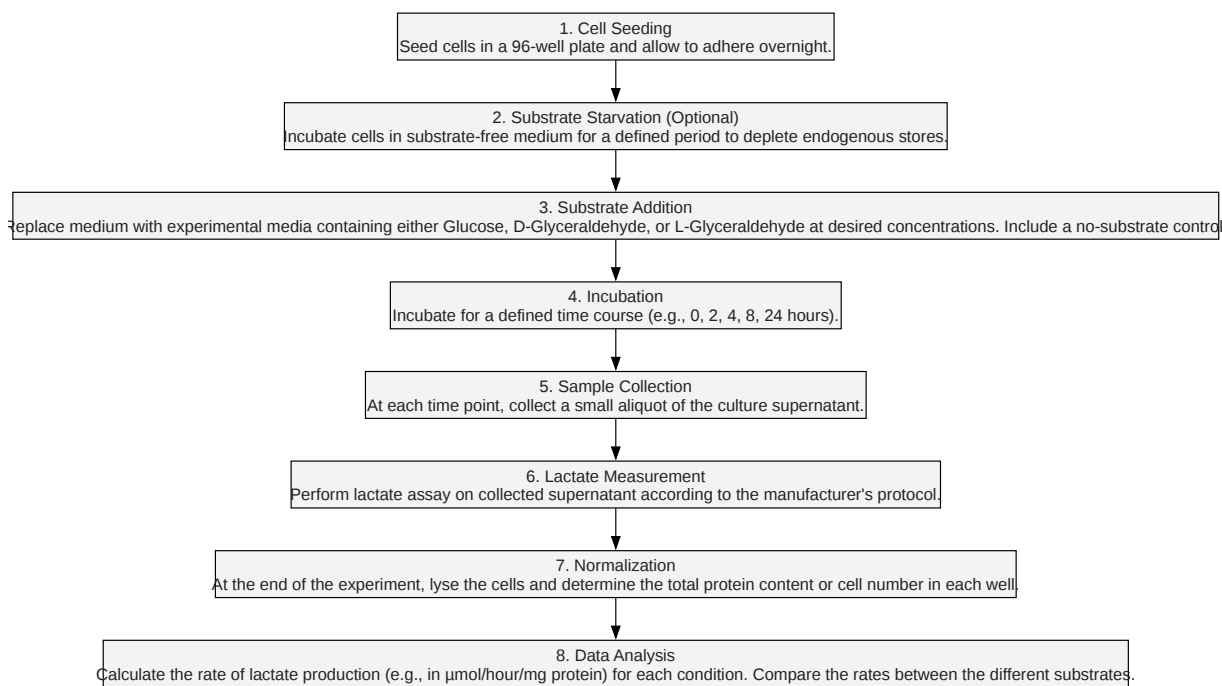 1. Cell Seeding
Seed cells in a 96-well plate and allow to adhere overnight.
2. Substrate Starvation (Optional)
Incubate cells in substrate-free medium for a defined period to deplete endogenous stores.
3. Substrate Addition
Replace medium with experimental media containing either Glucose, D-Glyceraldehyde, or L-Glyceraldehyde at desired concentrations. Include a no-substrate control
4. Incubation
Incubate for a defined time course (e.g., 0, 2, 4, 8, 24 hours).
5. Sample Collection
At each time point, collect a small aliquot of the culture supernatant.
6. Lactate Measurement
Perform lactate assay on collected supernatant according to the manufacturer's protocol.
7. Normalization
At the end of the experiment, lyse the cells and determine the total protein content or cell number in each well.
8. Data Analysis
Calculate the rate of lactate production (e.g., in µmol/hour/mg protein) for each condition. Compare the rates between the different substrates.